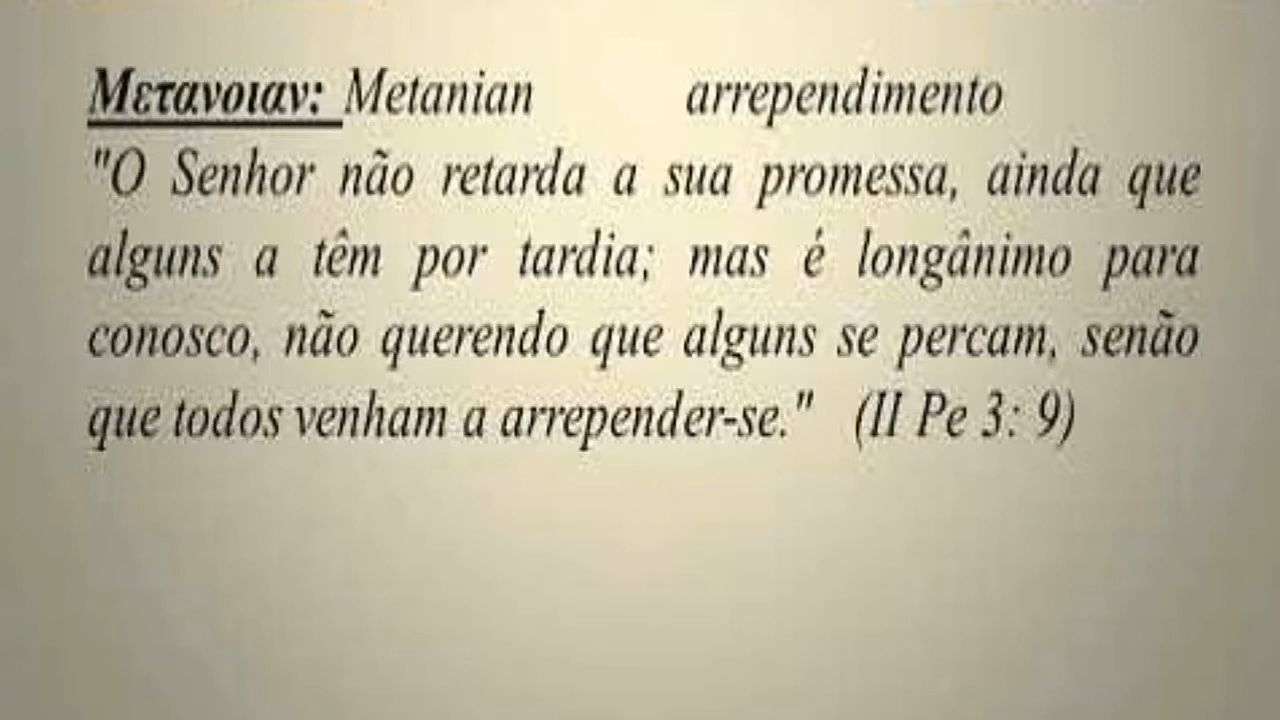 Μετανοιαν: Metanian arrependimento
"O Senhor não retarda a sua promessa, ainda que
alguns a têm por tardia; mas é longânimo para
conosco, não querendo que alguns se percam, senão
que todos venham a arrepender-se." (II Pe 3: 9)